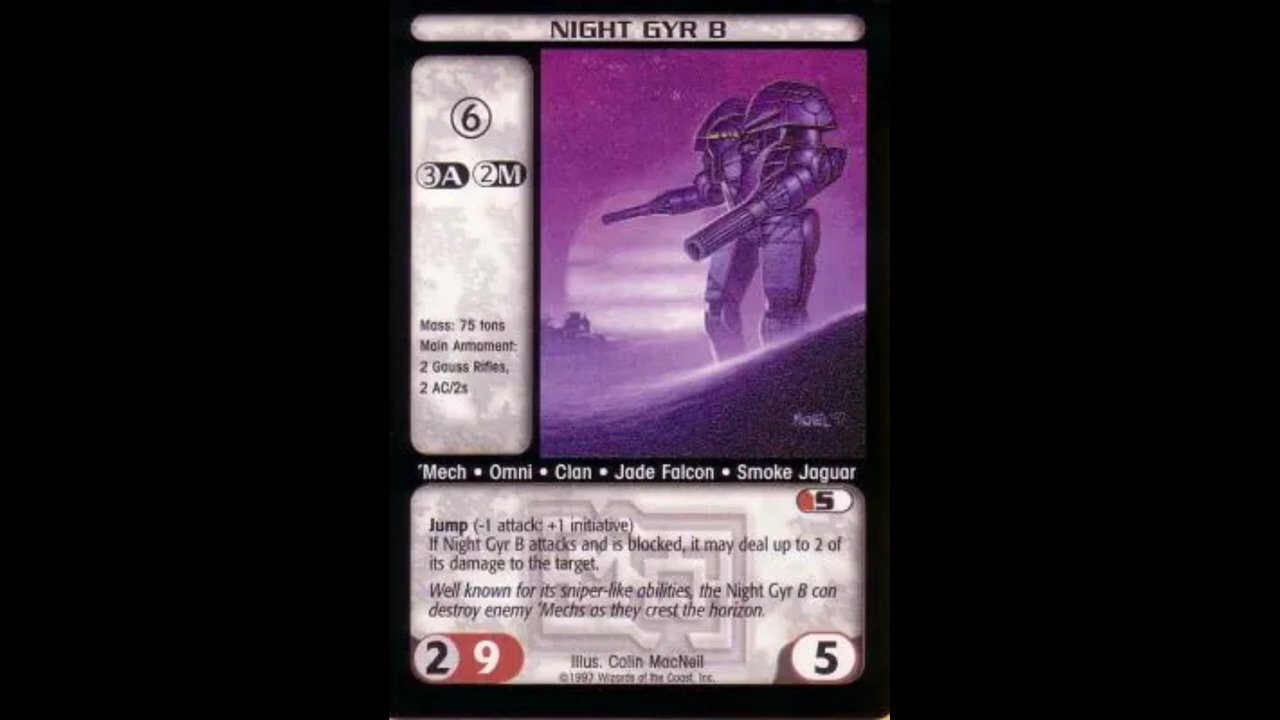 NIGHT GYR B
6
3A 2M
Mass: 75 tons
Main Armament:
2 Gauss Rifles,
2 AC/2s
'Mech • Omni • Clan • Jade Falcon • Smoke Jaguar
S
Jump (-1 attack: +1 initiative)
If Night Gyr B attacks and is blocked, it may deal up to 2 of
its damage to the target.
Well known for its sniper-like abilities, the Night Gyr B can
destroy enemy 'Mechs as they crest the horizon.
2 9
5
Illus. Colin MacNeil
©1997 Wizards of the Coast, Inc.